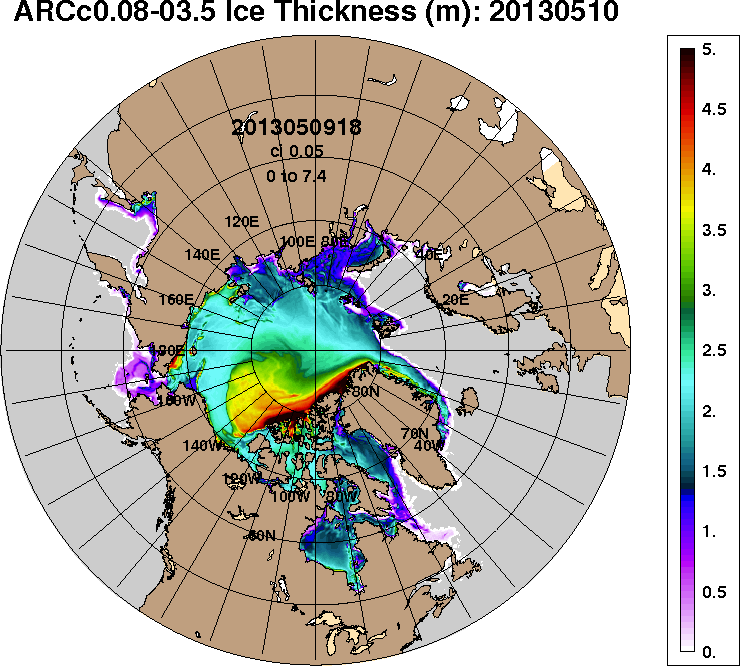 ARCc0.08-03.5 Ice Thickness (m): 20130510
5.
4.5
4.
3.5
3.
2.5
2.
1.5
1.
0.5
0.
2013050918
ci 0.05
0 to 7.4
120E
100E 80E
140E
40E
160E
20E
180E
160W
80N
140W
70N
40W
120W
100W
80W
60N